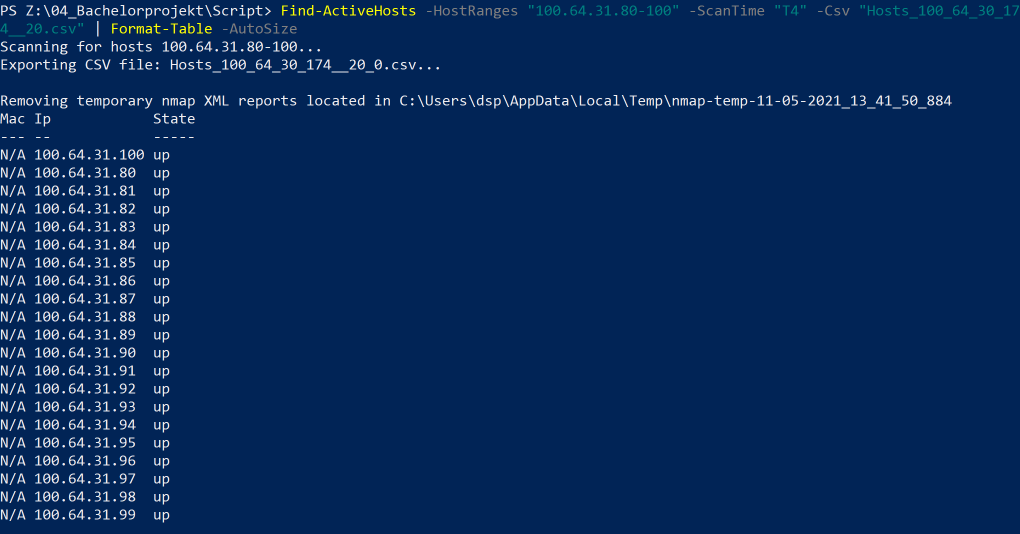 PS Z:\04_Bachelorprojekt\Script> Find-ActiveHosts -HostRanges "100.64.31.80-100" -ScanTime "T4" -Csv "Hosts_100_64_30_17
4__20.csv" | Format-Table -AutoSize
Scanning for hosts 100.64.31.80-100...
Exporting CSV file: Hosts_100_64_30_174__20_0.csv...
Removing temporary nmap XML reports located in C:\Users\dsp\AppData\Local\Temp\nmap-temp-11-05-2021_13_41_50_884
Mac Ip State
--- -- -----
N/A 100.64.31.100 up
N/A 100.64.31.80 up
N/A 100.64.31.81 up
N/A 100.64.31.82 up
N/A 100.64.31.83 up
N/A 100.64.31.84 up
N/A 100.64.31.85 up
N/A 100.64.31.86 up
N/A 100.64.31.87 up
N/A 100.64.31.88 up
N/A 100.64.31.89 up
N/A 100.64.31.90 up
N/A 100.64.31.91 up
N/A 100.64.31.92 up
N/A 100.64.31.93 up
N/A 100.64.31.94 up
N/A 100.64.31.95 up
N/A 100.64.31.96 up
N/A 100.64.31.97 up
N/A 100.64.31.98 up
N/A 100.64.31.99 up